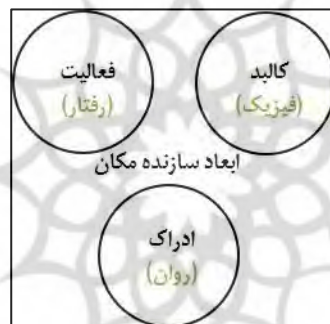 کالبد
(فیزیک)
فعالیت
(رفتار)
ابعاد سازنده مکان
ادراک
(روان)